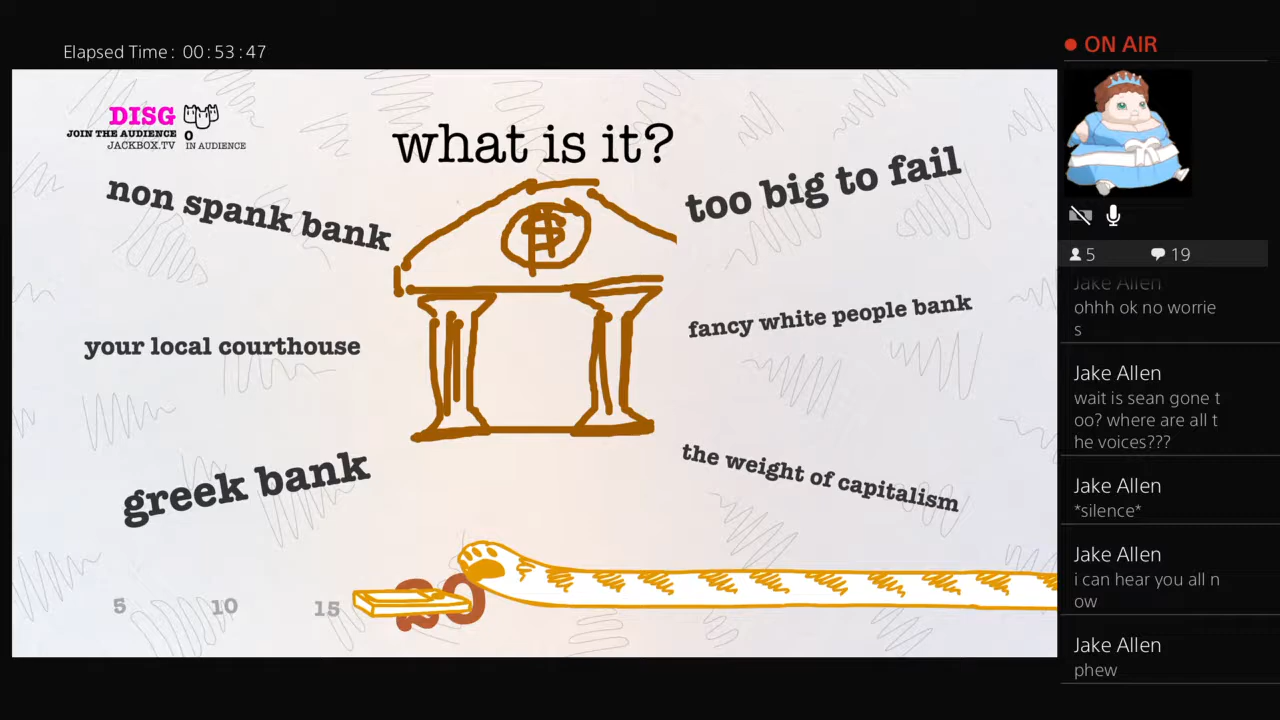 Elapsed Time: 00:53:47
ON AIR
DISG
JOIN THE AUDIENCE
JACKBOX.TV
0
IN AUDIENCE
what is it?
non spank bank
too big to fail
your local courthouse
fancy white people bank
greek bank
the weight of capitalism
5
10
15
20
5
19
Jake Allen
ohhh ok no worrie
s
Jake Allen
wait is sean gone t
oo? where are all t
he voices???
Jake Allen
*silence*
Jake Allen
i can hear you all n
ow
Jake Allen
phew